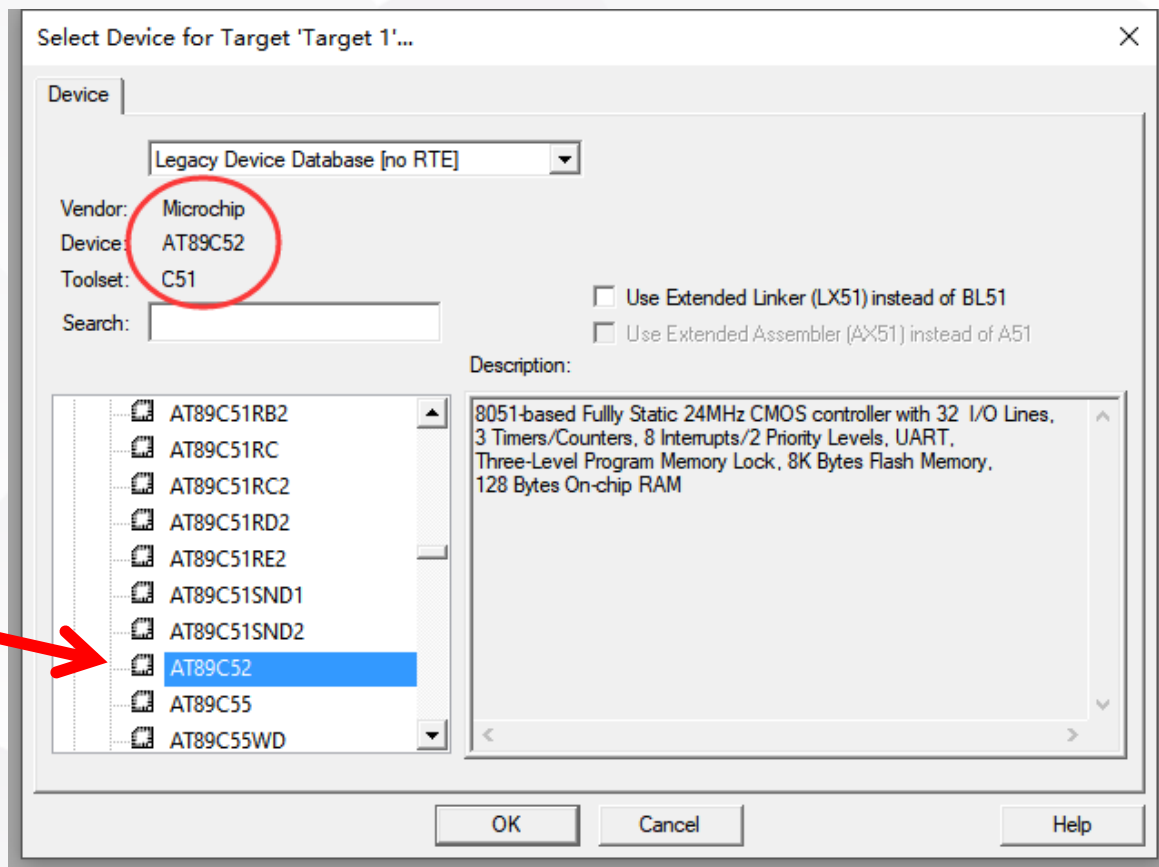 Select Device for Target 'Target 1'...
Device
Legacy Device Database [no RTE]
Vendor: Microchip
Device: AT89C52
Toolset: C51
Search:
Use Extended Linker (LX51) instead of BL51
Use Extended Assembler (AX51) instead of A51
Description:
AT89C51RB2
AT89C51RC
AT89C51RC2
AT89C51RD2
AT89C51RE2
AT89C51SND1
AT89C51SND2
AT89C52
AT89C55
AT89C55WD
8051-based Fullly Static 24MHz CMOS controller with 32 I/O Lines,
3 Timers/Counters, 8 Interrupts/2 Priority Levels, UART,
Three-Level Program Memory Lock, 8K Bytes Flash Memory,
128 Bytes On-chip RAM
OK
Cancel
Help